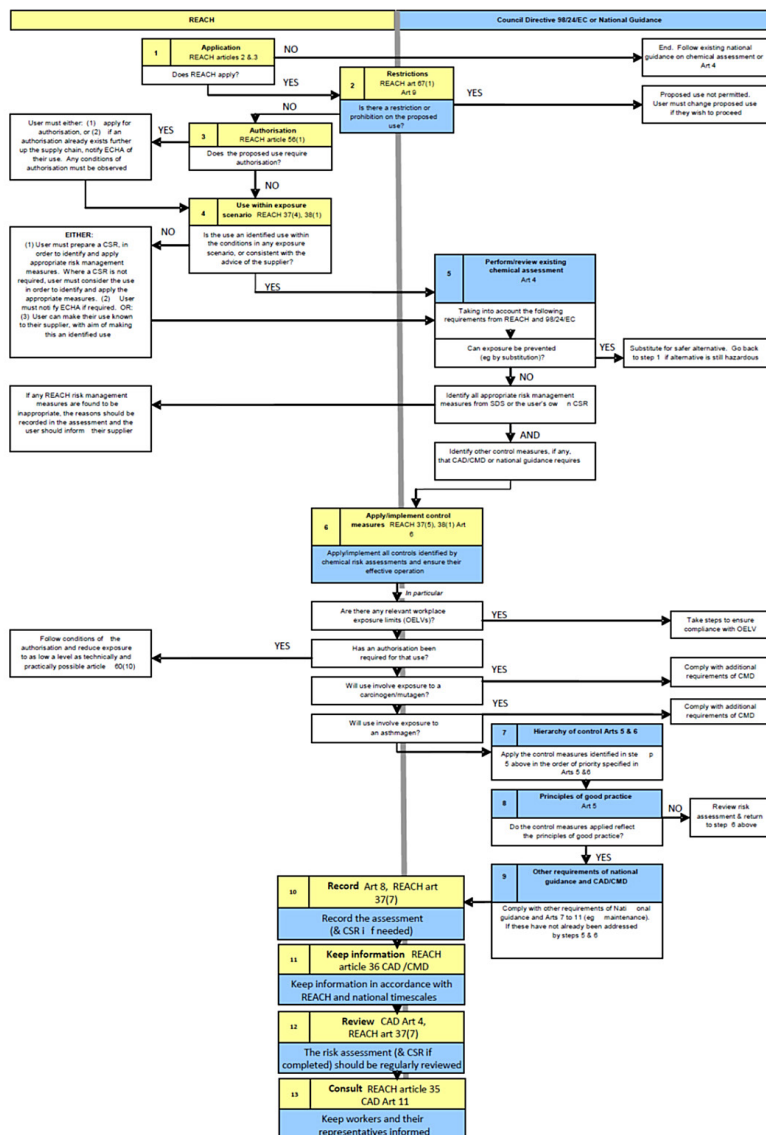 REACH
Council Directive 98/24/EC or National Guidance
1
Application
REACH articles 2 & 3
Does REACH apply?
NO
End. Follow existing national
guidance on chemical assessment or
Art 4
YES
2
Restrictions
REACH art 67(1)
Art 9
Is there a restriction or
prohibition on the proposed
use?
YES
Proposed use not permitted.
User must change proposed use
if they wish to proceed
NO
3
Authorisation
REACH article 56(1)
Does the proposed use require
authorisation?
YES
User must either: (1) apply for
authorisation, or (2) if an
authorisation already exists further
up the supply chain, notify ECHA
of their use. Any conditions of
authorisation must be observed
NO
4
Use within exposure
scenario REACH 37(4), 38(1)
Is the use an identified use within
the conditions in any exposure
scenario, or consistent with the
advice of the supplier?
NO
EITHER:
(1) User must prepare a CSR, in
order to identify and apply
appropriate risk management
measures. Where a CSR is
not required, user must consider the use
in order to identify and apply the
appropriate measures. (2) User
must not fy ECHA if required. OR:
(3) User can make their use known
to their supplier, with aim of making
this an identified use
YES
5
Perform/review existing
chemical assessment
Art 4
Taking into account the following
requirements from REACH and 98/24/EC
Can exposure be prevented
(eg by substitution)?
YES
Substitute for safer alternative. Go back
to step 1 if alternative is still hazardous
NO
Identify all appropriate risk management
measures from SDS or the user's ow n CSR
If any REACH risk management
measures are found to be
inappropriate, the reasons should be
recorded in the assessment and the
user should inform their supplier
AND
Identify other control measures, if any,
that CAD/CMD or national guidance requires
6
Apply/implement control
measures REACH 37(5), 38(1) Art
6
Apply/implement all controls identified by
chemical risk assessments and ensure their
effective operation
In particular
Are there any relevant workplace
exposure limits (OELVs)?
YES
Take steps to ensure
compliance with OELV
Has an authorisation been
required for that use?
YES
Follow conditions of the
authorisation and reduce exposure
to as low a level as technically and
practically possible article 60(10)
Will use involve exposure to a
carcinogen/mutagen?
YES
Comply with additional
requirements of CMD
Will use involve exposure to
an asthmagen?
YES
Comply with additional
requirements of CMD
7
Hierarchy of control Arts 5 & 6
Apply the control measures identified in ste p
5 above in the order of priority specified in
Arts 5 &6
8
Principles of good practice
Art 5
Do the control measures applied reflect
the principles of good practice?
NO
Review risk
assessment & return
to step 6 above
YES
9
Other requirements of national
guidance and CAD/CMD
Comply with other requirements of Nati onal
guidance and Arts 7 to 11 (eg maintenance).
If these have not already been addressed
by steps 5 & 6
10
Record Art 8, REACH art
37(7)
Record the assessment
(& CSR i f needed)
11
Keep information REACH
article 36 CAD /CMD
Keep information in accordance with
REACH and national timescales
12
Review CAD Art 4,
REACH art 37(7)
The risk assessment (& CSR if
completed) should be regularly reviewed
13
Consult REACH article 35
CAD Art 11
Keep workers and their
representatives informed